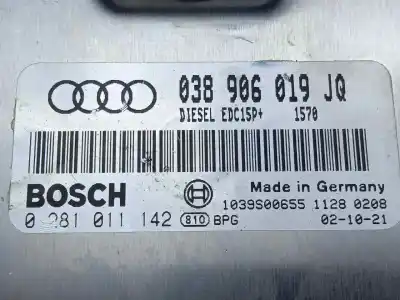 038 906 019 JQ
DIESEL EDC15P+ 1570
BOSCH
Made in Germany
0 281 011 142 810 BPG
1039S00655 1128 0208
02-10-21